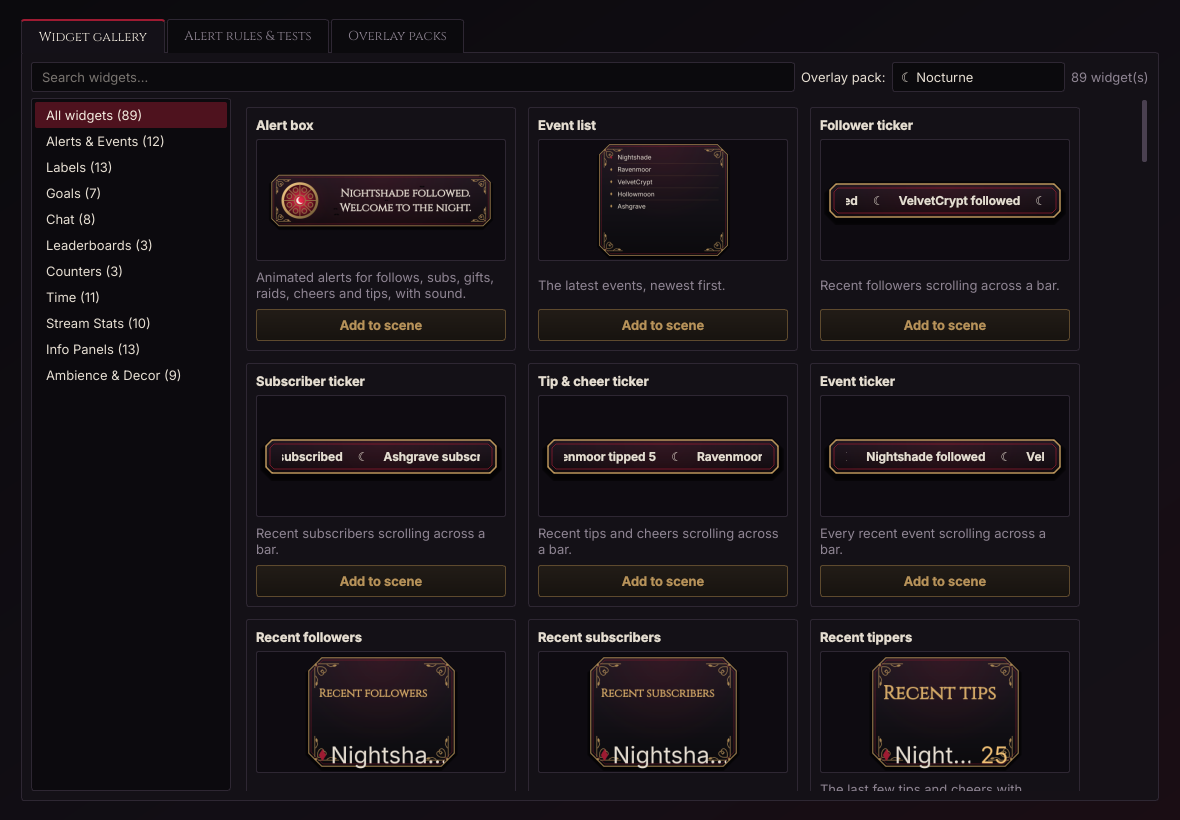 Widget gallery
Alert rules & tests
Overlay packs
Search widgets...
Overlay pack:
☾ Nocturne
89 widget(s)
All widgets (89)
Alerts & Events (12)
Labels (13)
Goals (7)
Chat (8)
Leaderboards (3)
Counters (3)
Time (11)
Stream Stats (10)
Info Panels (13)
Ambience & Decor (9)
Alert box
Nightshade followed.
Welcome to the night.
Animated alerts for follows, subs, gifts,
raids, cheers and tips, with sound.
Add to scene
Event list
Nightshade
Ravenmoor
VelvetCrypt
Hollowmoon
Ashgrave
The latest events, newest first.
Add to scene
Follower ticker
ed ☾ VelvetCrypt followed ☾
Recent followers scrolling across a bar.
Add to scene
Subscriber ticker
subscribed ☾ Ashgrave subscr
Recent subscribers scrolling across a
bar.
Add to scene
Tip & cheer ticker
enmoor tipped 5 ☾ Ravenmoor
Recent tips and cheers scrolling across
a bar.
Add to scene
Event ticker
Nightshade followed ☾ Vel
Every recent event scrolling across a
bar.
Add to scene
Recent followers
Recent followers
Nightsha...
Recent subscribers
Recent subscribers
Nightsha...
Recent tippers
Recent tips
Night... 25
The last few tips and cheers with